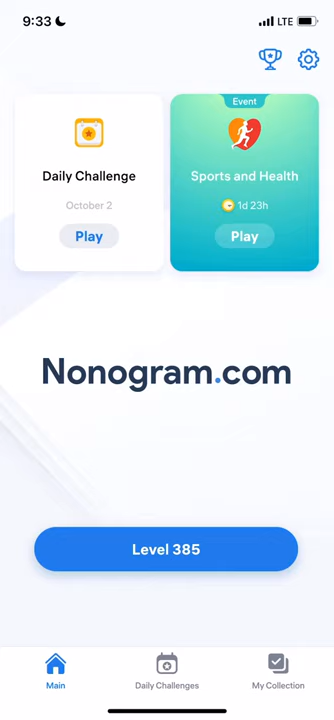 9:33
LTE
Event
Daily Challenge
Sports and Health
October 2
1d 23h
Play
Play
Nonogram.com
Level 385
Main
Daily Challenges
My Collection